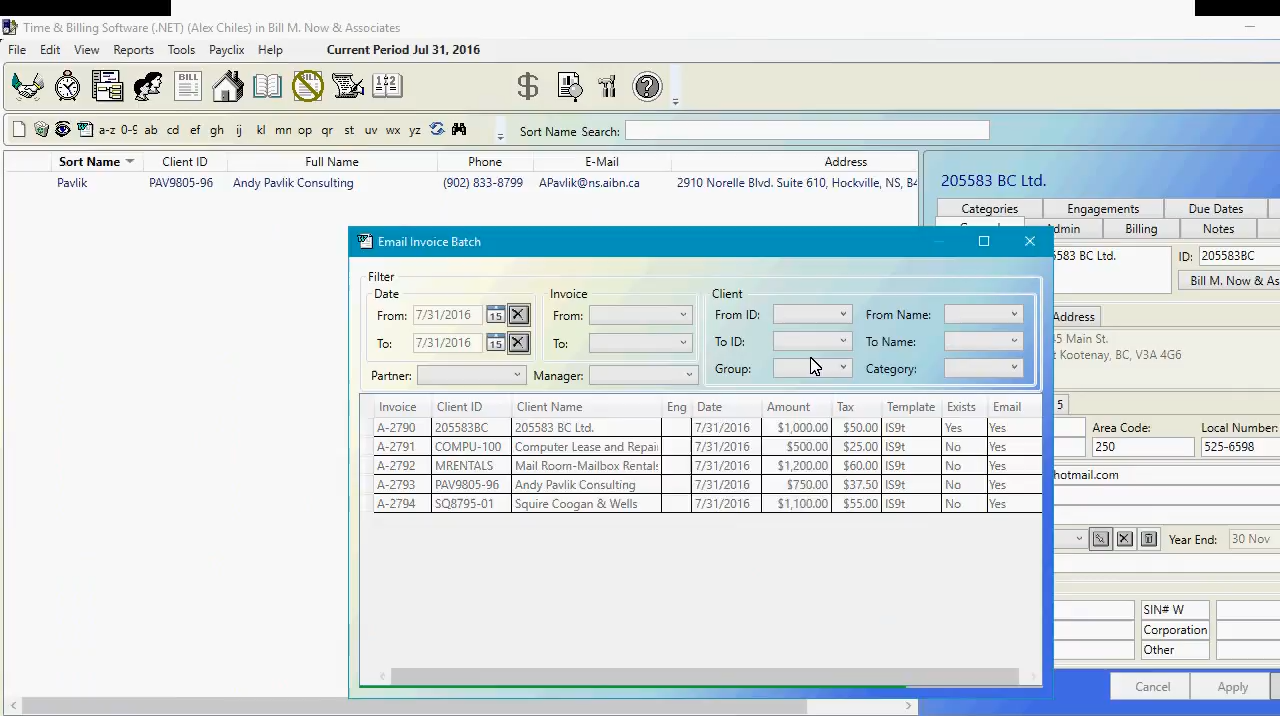 Time & Billing Software (.NET) (Alex Chiles) in Bill M. Now & Associates
File Edit View Reports Tools Payclix Help Current Period Jul 31, 2016
BILL BILL
a-z 0-9 ab cd ef gh ij kl mn op qr st uv wx yz Sort Name Search:
Sort Name Client ID Full Name Phone E-Mail Address
Pavlik PAV9805-96 Andy Pavlik Consulting (902) 833-8799 APavlik@ns.aibn.ca 2910 Norelle Blvd. Suite 610, Hockville, NS, B4
205583 BC Ltd.
Categories Engagements Due Dates
Billing Notes
5583 BC Ltd. ID: 205583BC
Bill M. Now & As
Address
45 Main St.
Kootenay, BC, V3A 4G6
5
Area Code: Local Number:
250 525-6598
hotmail.com
Year End: 30 Nov
SIN# W
Corporation
Other
Cancel Apply
Email Invoice Batch
Filter
Date Invoice Client
From: 7/31/2016 15 From: From ID: From Name:
To: 7/31/2016 15 To: To ID: To Name:
Partner: Manager: Group: Category:
Invoice Client ID Client Name Eng Date Amount Tax Template Exists Email
A-2790 205583BC 205583 BC Ltd. 7/31/2016 $1,000.00 $50.00 IS9t Yes Yes
A-2791 COMPU-100 Computer Lease and Repai 7/31/2016 $500.00 $25.00 IS9t No Yes
A-2792 MRENTALS Mail Room-Mailbox Rentals 7/31/2016 $1,200.00 $60.00 IS9t No Yes
A-2793 PAV9805-96 Andy Pavlik Consulting 7/31/2016 $750.00 $37.50 IS9t No Yes
A-2794 SQ8795-01 Squire Coogan & Wells 7/31/2016 $1,100.00 $55.00 IS9t No Yes